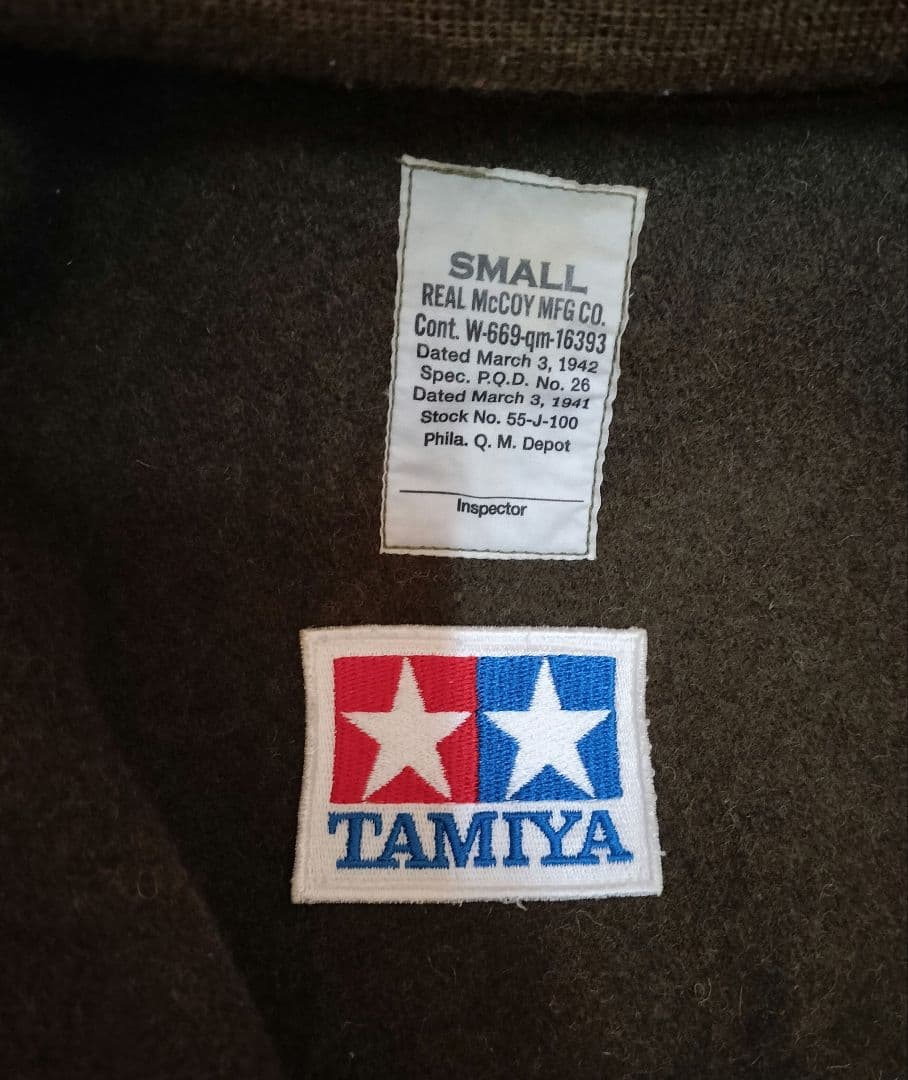 SMALL
REAL McCOY MFG CO.
Cont. W-669-qm-16393
Dated March 3, 1942
Spec. P.Q.D. No. 26
Dated March 3, 1941
Stock No. 55-J-100
Phila. Q. M. Depot
Inspector
TAMIYA